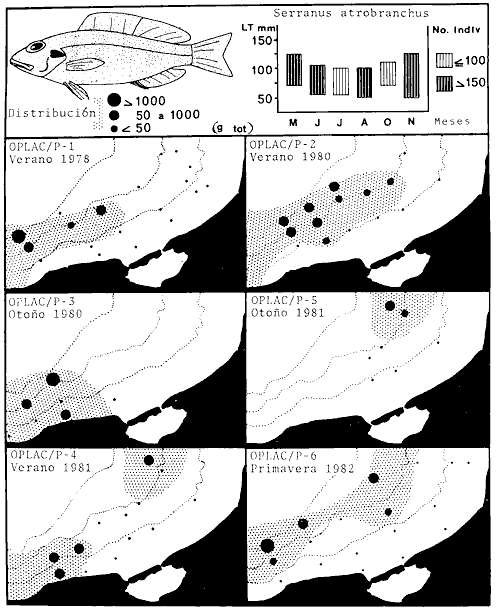 Serranus atrobranchus
LT mm
No. Indiv
150
100
50
≤100
>150
M J J A O N Meses
Distribución
> 1000
50 a 1000
< 50
(g tot)
OPLAC/P-1
Verano 1978
OPLAC/P-2
Verano 1980
OPLAC/P-3
Otoño 1980
OPLAC/P-5
Otoño 1981
OPLAC/P-4
Verano 1981
OPLAC/P-6
Primavera 1982